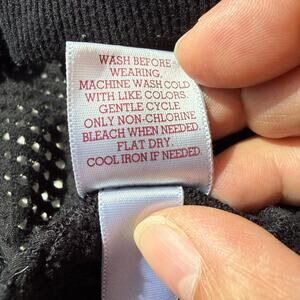 WASH BEFORE
WEARING,
MACHINE WASH COLD
WITH LIKE COLORS.
GENTLE CYCLE
ONLY NON-CHLORINE
BLEACH WHEN NEEDED.
FLAT DRY.
COOL IRON IF NEEDED.